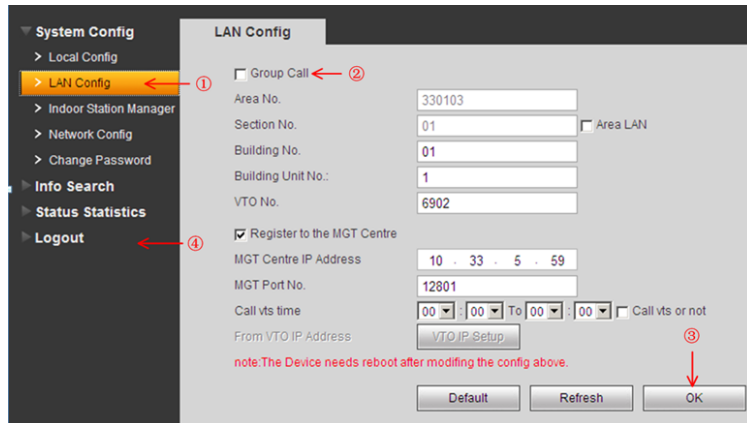 System Config
> Local Config
> LAN Config
①
> Indoor Station Manager
> Network Config
> Change Password
Info Search
Status Statistics
Logout
④
LAN Config
Group Call
②
Area No. 330103
Section No. 01 Area LAN
Building No. 01
Building Unit No.: 1
VTO No. 6902
Register to the MGT Centre
MGT Centre IP Address 10 . 33 . 5 . 59
MGT Port No. 12801
Call vts time 00 : 00 To 00 : 00 Call vts or not
From VTO IP Address VTO IP Setup
③
note:The Device needs reboot after modifing the config above.
Default Refresh OK